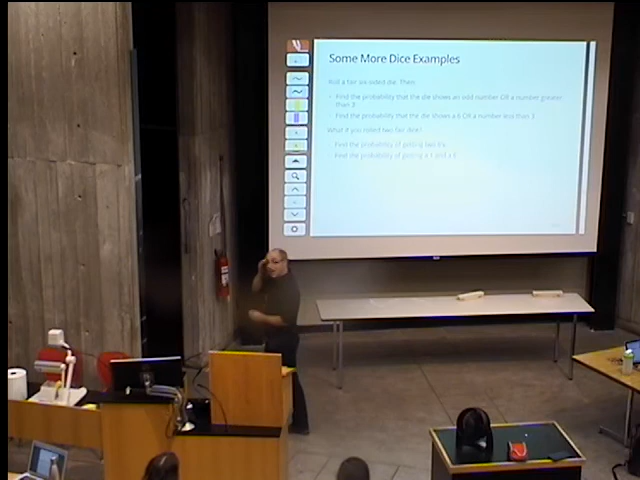 Some More Dice Examples
Roll a fair six-sided die. Then:
- Find the probability that the die shows an odd number OR a number greater
than 3
- Find the probability that the die shows a 6 OR a number less than 3
What if you rolled two fair dice?
- Find the probability of getting two 6's
- Find the probability of getting a 1 and a 6